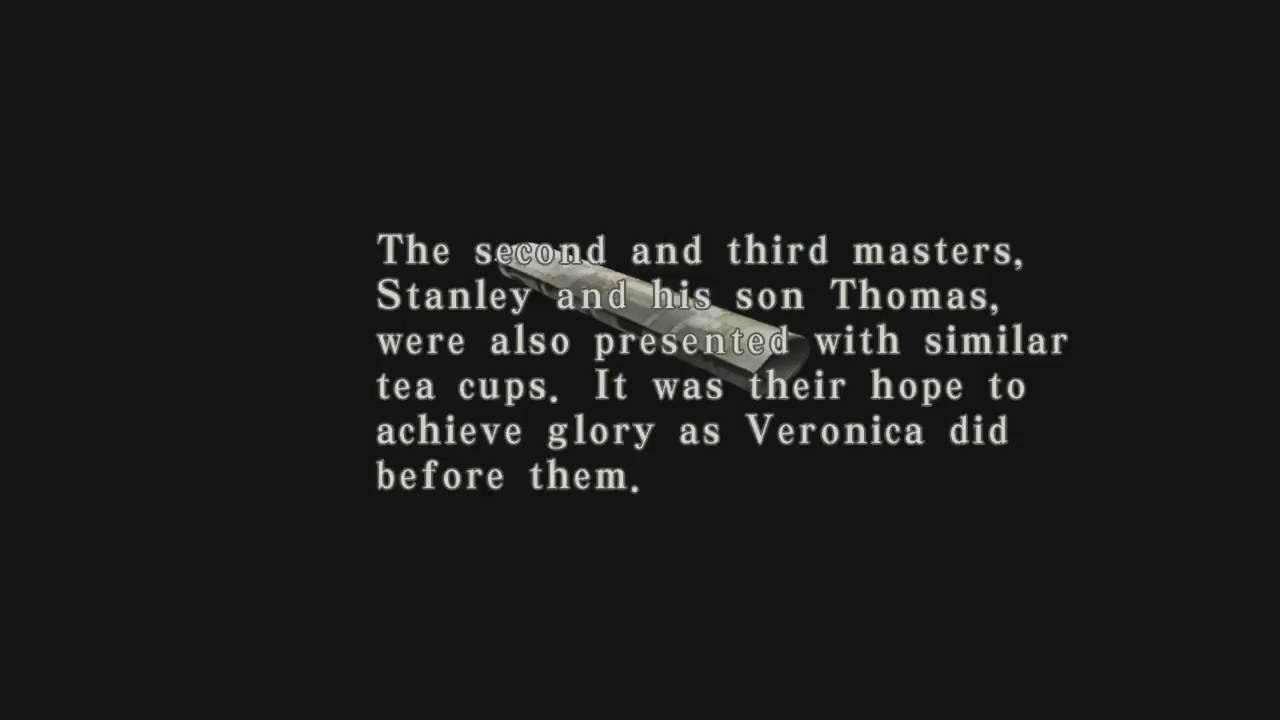 The second and third masters,
Stanley and his son Thomas,
were also presented with similar
tea cups. It was their hope to
achieve glory as Veronica did
before them.